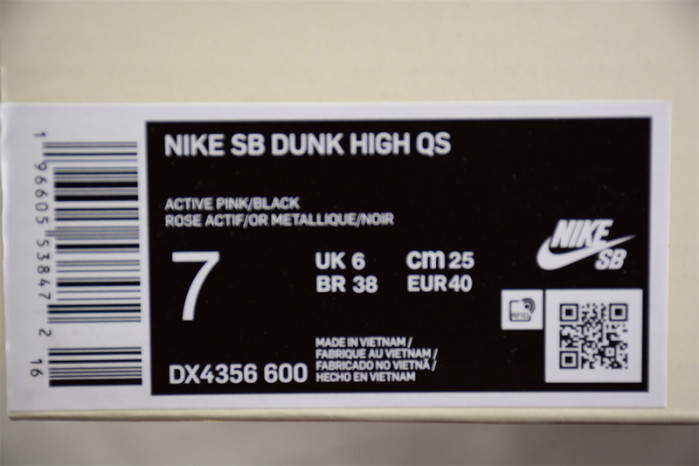 NIKE SB DUNK HIGH QS
ACTIVE PINK/BLACK
ROSE ACTIF/OR METALLIQUE/NOIR
7
UK 6
cm 25
BR 38
EUR 40
NIKE
SB
RFID
DX4356 600
MADE IN VIETNAM /
FABRIQUE AU VIETNAM /
FABRICADO NO VIETNÃ /
HECHO EN VIETNAM
1 96605 53847 2
16